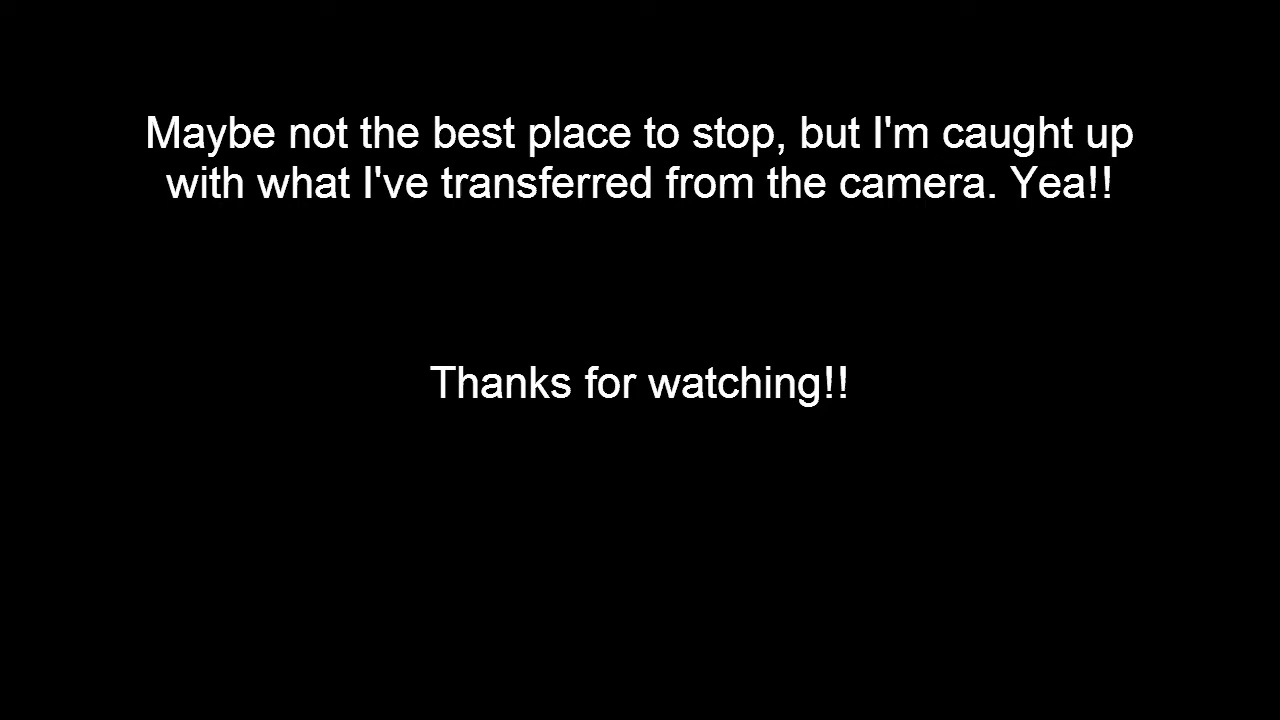 Maybe not the best place to stop, but I'm caught up
with what I've transferred from the camera. Yea!!
Thanks for watching!!